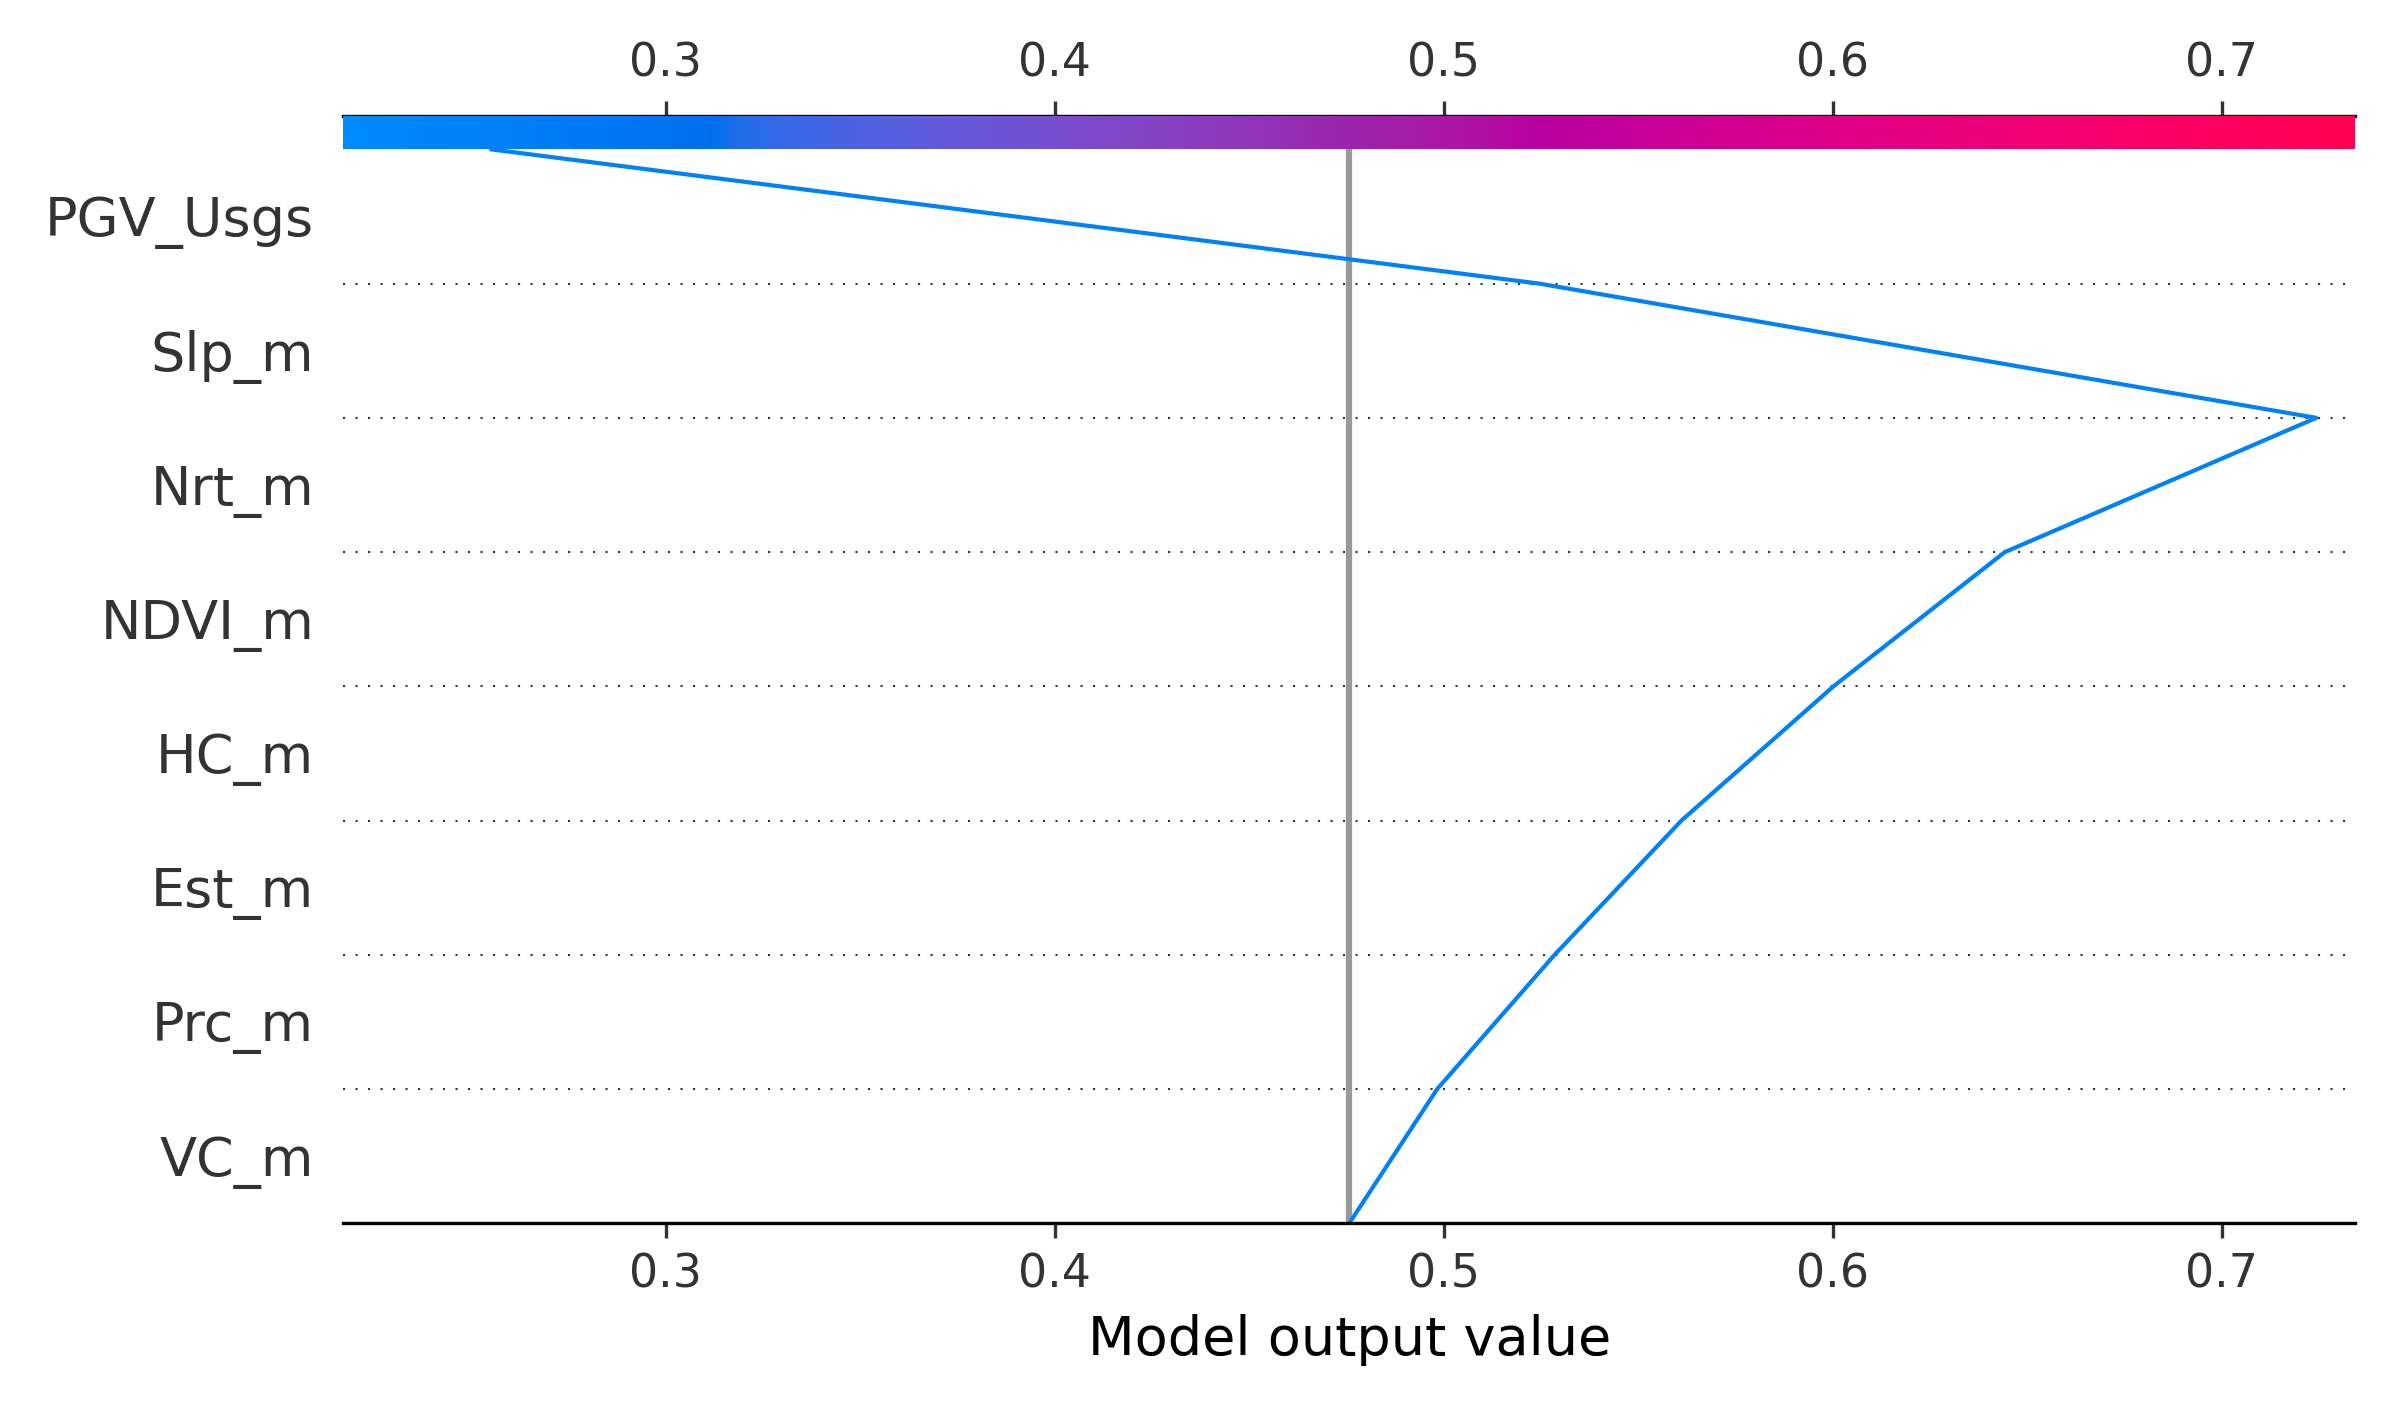 0.3 0.4 0.5 0.6 0.7
PGV_Usgs
Slp_m
Nrt_m
NDVI_m
HC_m
Est_m
Prc_m
VC_m
0.3 0.4 0.5 0.6 0.7
Model output value